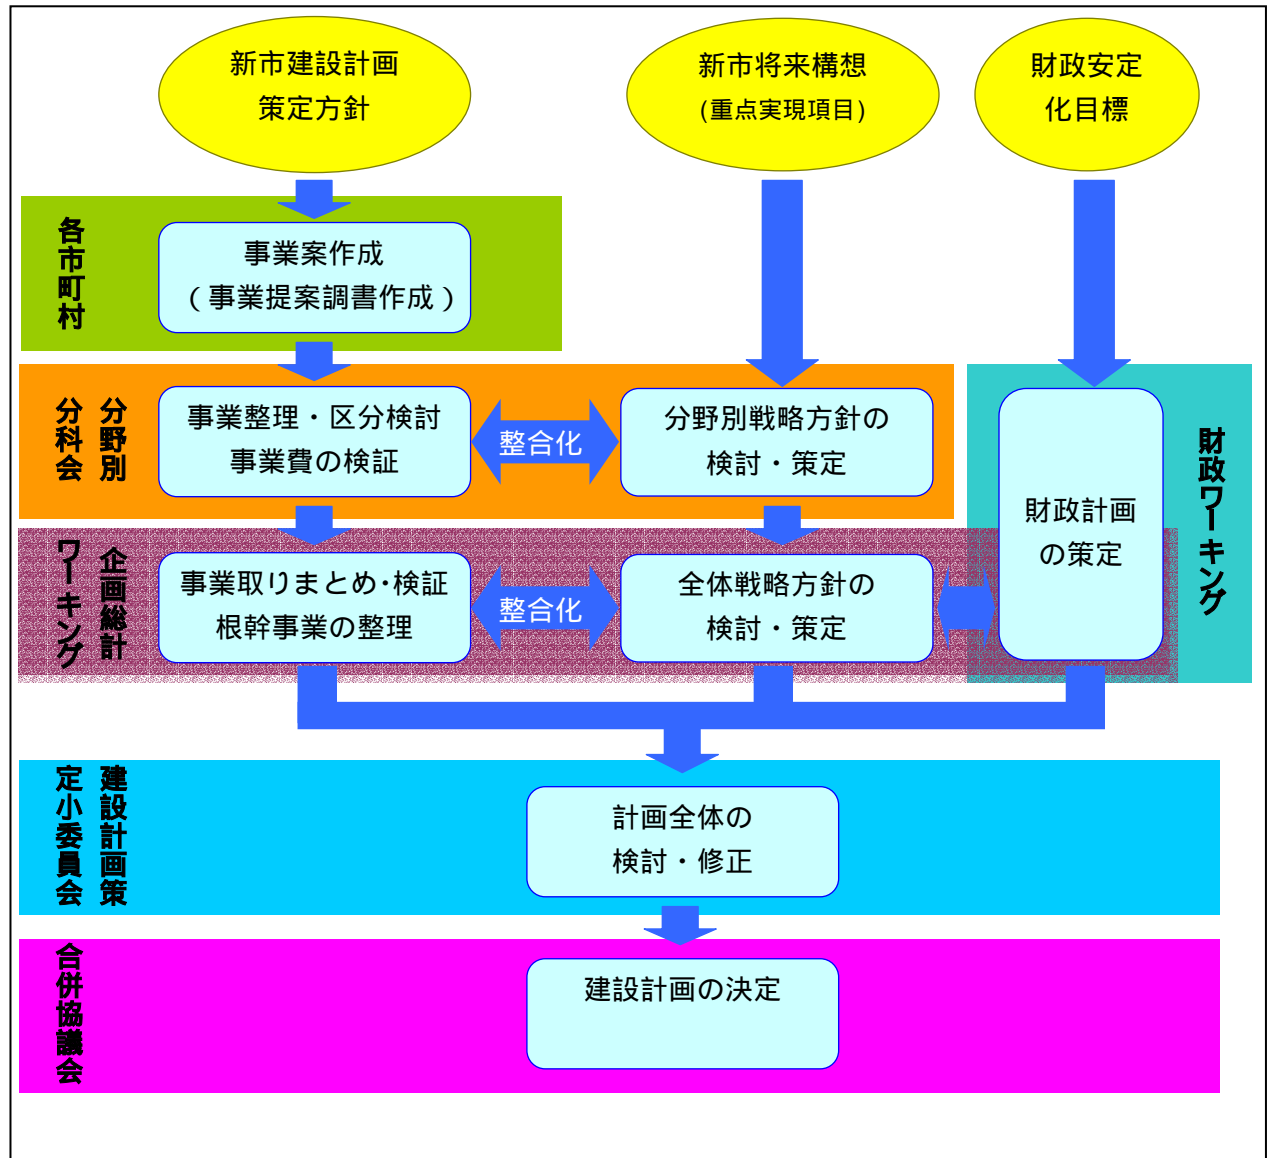 新市建設計画
策定方針
新市将来構想
(重点実現項目)
財政安定
化目標
各市町村
事業案作成
（事業提案調書作成）
分野別
分科会
事業整理・区分検討
事業費の検証
整合化
分野別戦略方針の
検討・策定
財政計画
の策定
財政ワーキング
企画総計
ワーキング
事業取りまとめ・検証
根幹事業の整理
整合化
全体戦略方針の
検討・策定
建設計画策
定小委員会
計画全体の
検討・修正
合併協議会
建設計画の決定